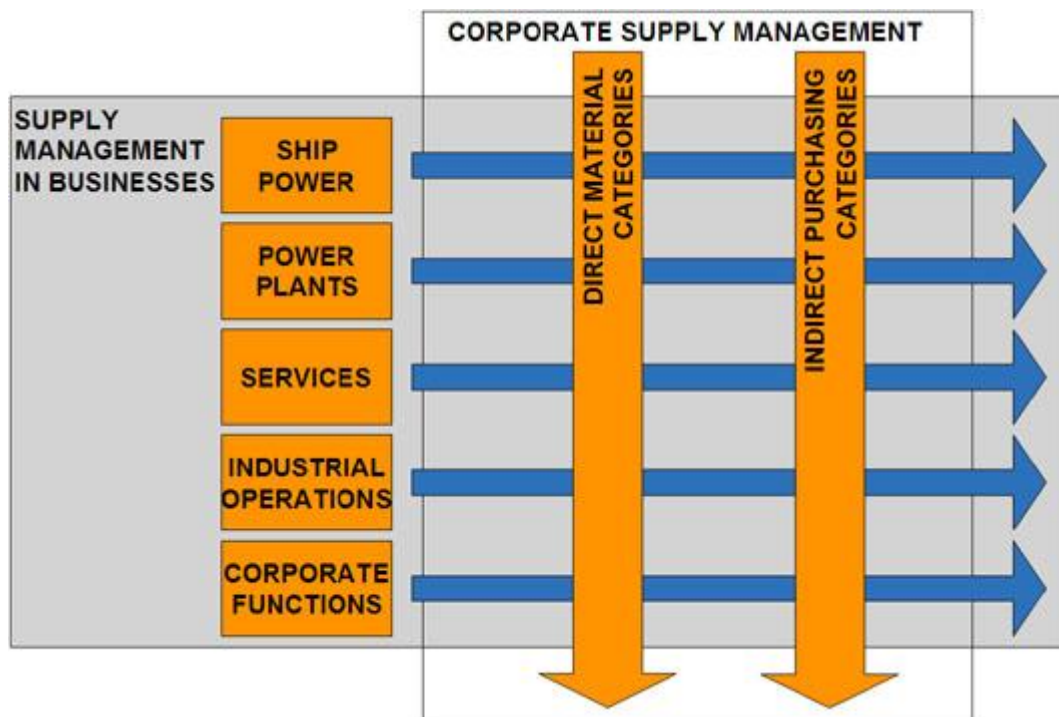 CORPORATE SUPPLY MANAGEMENT
SUPPLY
MANAGEMENT
IN BUSINESSES
DIRECT MATERIAL
CATEGORIES
INDIRECT PURCHASING
CATEGORIES
SHIP
POWER
POWER
PLANTS
SERVICES
INDUSTRIAL
OPERATIONS
CORPORATE
FUNCTIONS